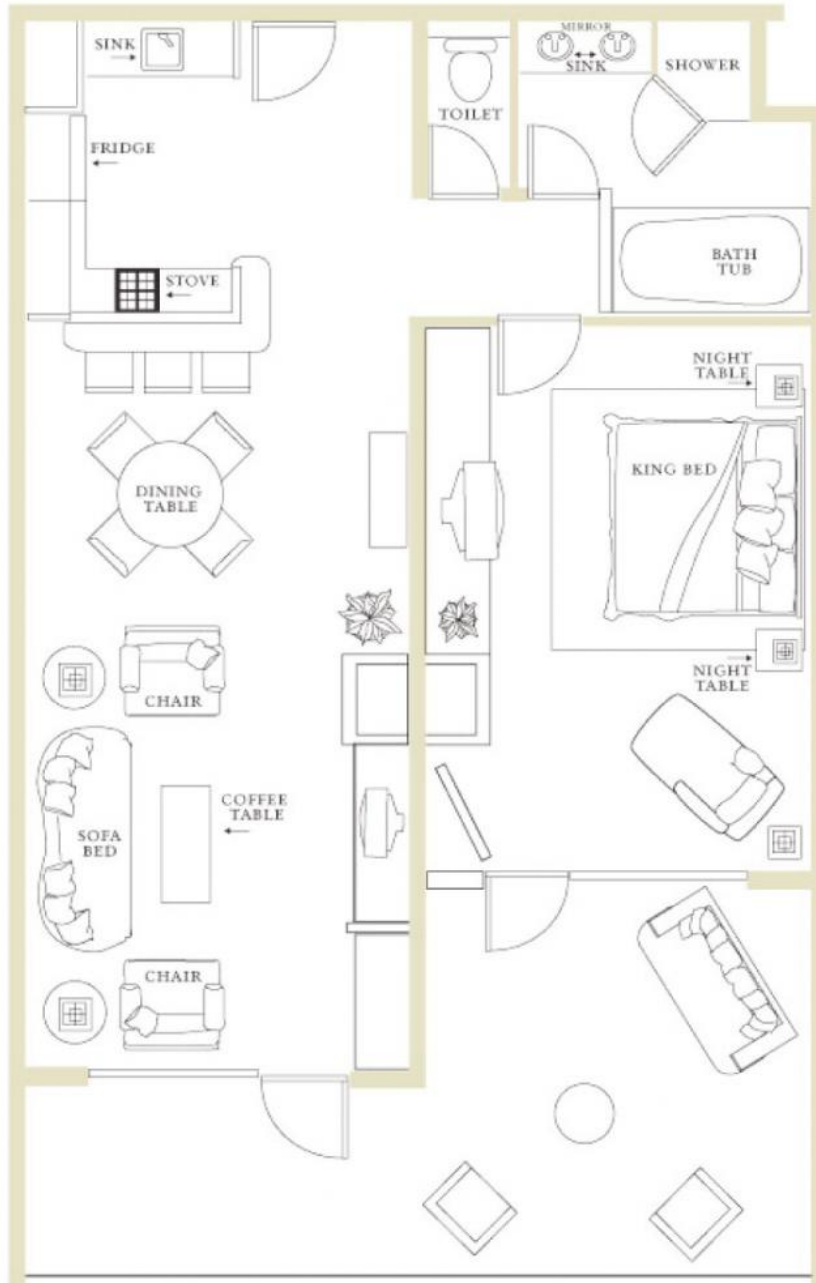 SINK
MIRROR
SINK
SHOWER
TOILET
FRIDGE
BATH
TUB
STOVE
NIGHT
TABLE
KING BED
DINING
TABLE
NIGHT
TABLE
CHAIR
COFFEE
TABLE
SOFA
BED
CHAIR